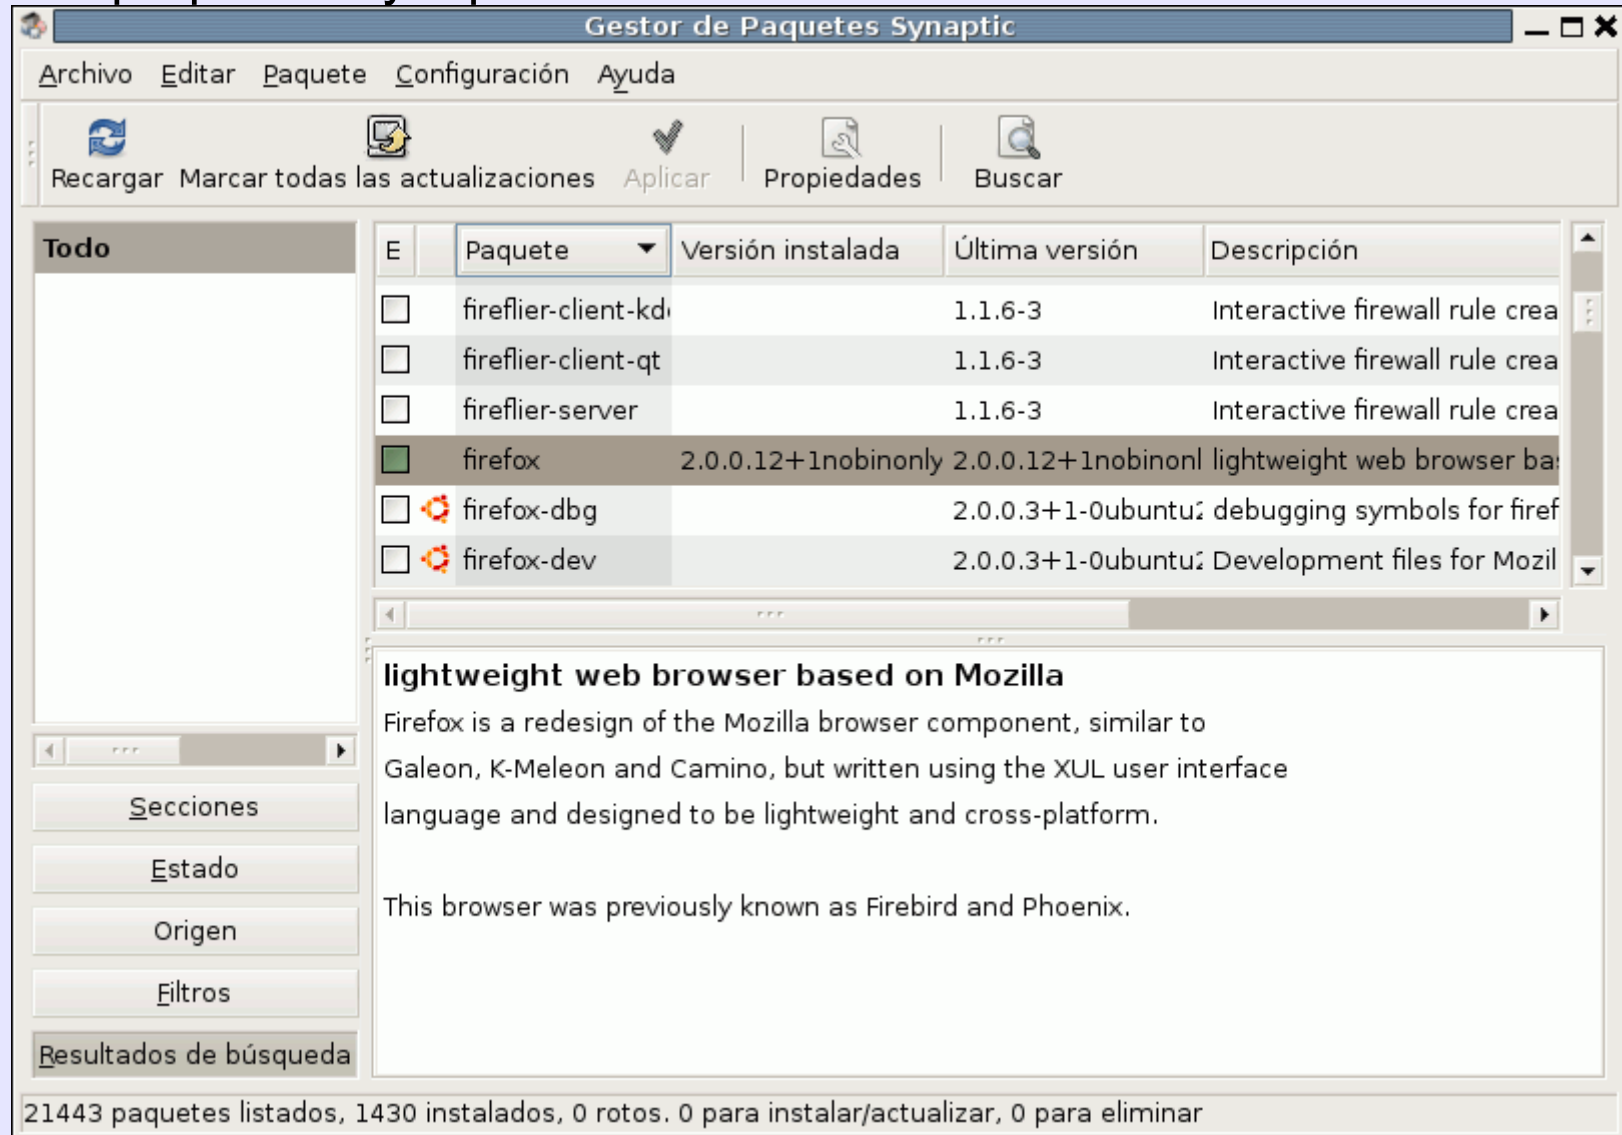 Gestor de Paquetes Synaptic
Archivo Editar Paquete Configuración Ayuda
Recargar Marcar todas las actualizaciones Aplicar Propiedades Buscar
Todo
E Paquete Versión instalada Última versión Descripción
fireflier-client-kd 1.1.6-3 Interactive firewall rule crea
fireflier-client-qt 1.1.6-3 Interactive firewall rule crea
fireflier-server 1.1.6-3 Interactive firewall rule crea
firefox 2.0.0.12+1nobinonly 2.0.0.12+1nobinonl lightweight web browser ba
firefox-dbg 2.0.0.3+1-0ubuntu debugging symbols for firef
firefox-dev 2.0.0.3+1-0ubuntu Development files for Mozil
lightweight web browser based on Mozilla
Firefox is a redesign of the Mozilla browser component, similar to
Galeon, K-Meleon and Camino, but written using the XUL user interface
language and designed to be lightweight and cross-platform.
This browser was previously known as Firebird and Phoenix.
Secciones
Estado
Origen
Filtros
Resultados de búsqueda
21443 paquetes listados, 1430 instalados, 0 rotos. 0 para instalar/actualizar, 0 para eliminar